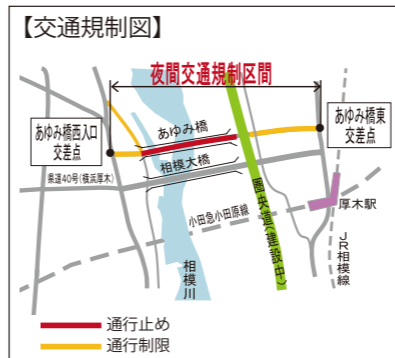 【交通規制図】
夜間交通規制区間
あゆみ橋西入口
交差点
あゆみ橋
あゆみ橋東
交差点
相模大橋
県道40号(横浜厚木)
小田急小田原線
圏央道(建設中)
厚木駅
JR相模線
相模川
通行止め
通行制限